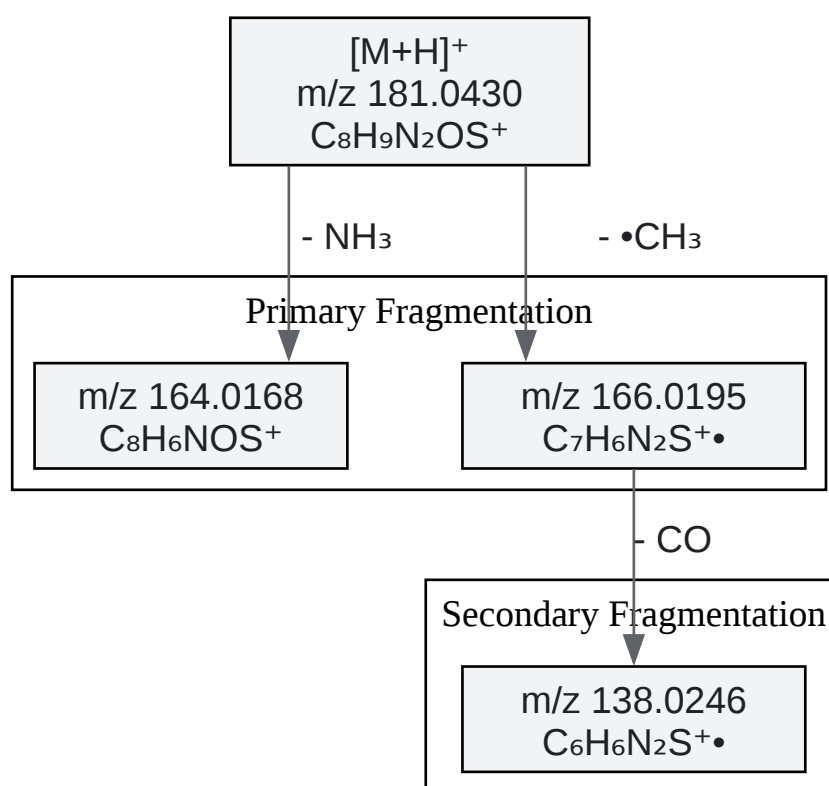 [M+H]⁺
m/z 181.0430
C₈H₉N₂OS⁺
- NH₃
- •CH₃
Primary Fragmentation
m/z 164.0168
C₈H₆NOS⁺
m/z 166.0195
C₇H₆N₂S⁺•
- CO
Secondary Fragmentation
m/z 138.0246
C₆H₆N₂S⁺•